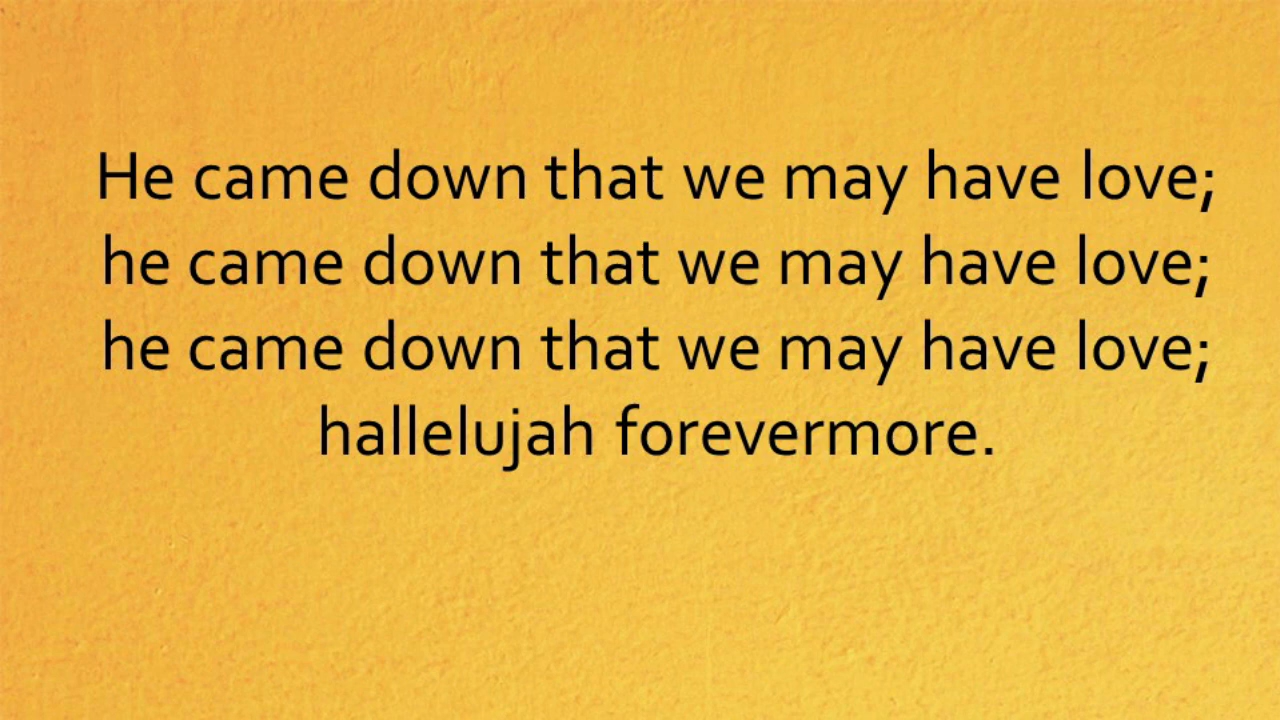 He came down that we may have love;
he came down that we may have love;
he came down that we may have love;
hallelujah forevermore.